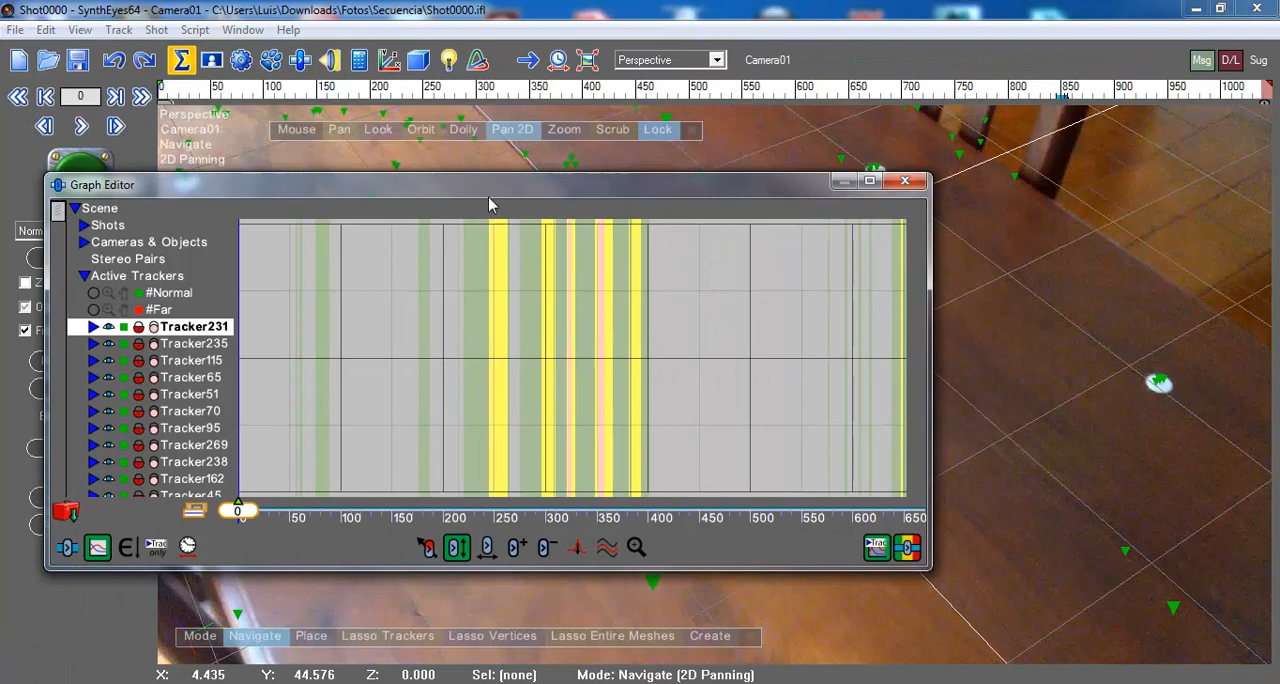 Shot0000 - SynthEyes64 - Camera01 - C:\Users\Luis\Downloads\Fotos\Secuencia\Shot0000.ifl
File Edit View Track Shot Script Window Help
Perspective Camera01 Msg D/L Sug
0 50 100 150 200 250 300 350 400 450 500 550 600 650 700 750 800 850 900 950 1000
0
Perspective
Camera01:
Navigate
2D Panning
Mouse Pan Look Orbit Dolly Pan 2D Zoom Scrub Lock
Graph Editor
Scene
Shots
Cameras & Objects
Stereo Pairs
Active Trackers
#Normal
#Far
Tracker231
Tracker235
Tracker115
Tracker65
Tracker51
Tracker70
Tracker95
Tracker269
Tracker238
Tracker162
Tracker45
0
50 100 150 200 250 300 350 400 450 500 550 600 650
Mode Navigate Place Lasso Trackers Lasso Vertices Lasso Entire Meshes Create
X: 4.435 Y: 44.576 Z: 0.000 Sel: [none] Mode: Navigate [2D Panning]